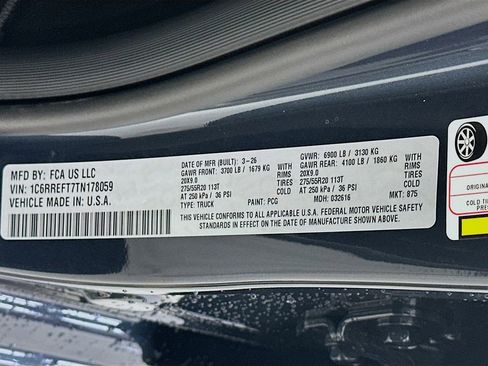 MFD BY: FCA US LLC
VIN: 1C6RREFT7TN178059
VEHICLE MADE IN U.S.A.
DATE OF MFR (BUILT): 3-26
GAWR FRONT: 3700 LB / 1679 KG
20X9.0 RIMS
275/55R20 113T TIRES
AT 250 kPa / 36 PSI COLD
TYPE: TRUCK PAINT: PCG
GVWR: 6900 LB / 3130 KG
GAWR REAR: 4100 LB / 1860 KG
20X9.0 RIMS
275/55R20 113T TIRES
AT 250 kPa / 36 PSI COLD
MDH: 032616 MKT: 875
THIS VEHICLE CONFORMS TO ALL APPLICABLE U.S.A. FEDERAL MOTOR VEHICLE SAFETY
STANDARDS IN EFFECT ON THE DATE OF MANUFACTURE SHOWN ABOVE.
COLD